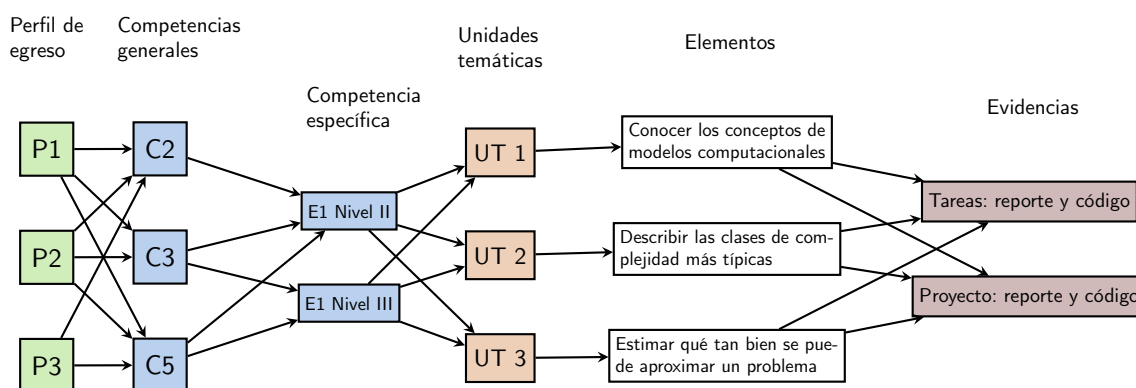 Perfil de
egreso
Competencias
generales
Competencia
específica
Unidades
temáticas
Elementos
Evidencias
P1
P2
P3
C2
C3
C5
E1 Nivel II
E1 Nivel III
UT 1
UT 2
UT 3
Conocer los conceptos de
modelos computacionales
Describir las clases de com-
plejidad más típicas
Estimar qué tan bien se pue-
de aproximar un problema
Tareas: reporte y código
Proyecto: reporte y código